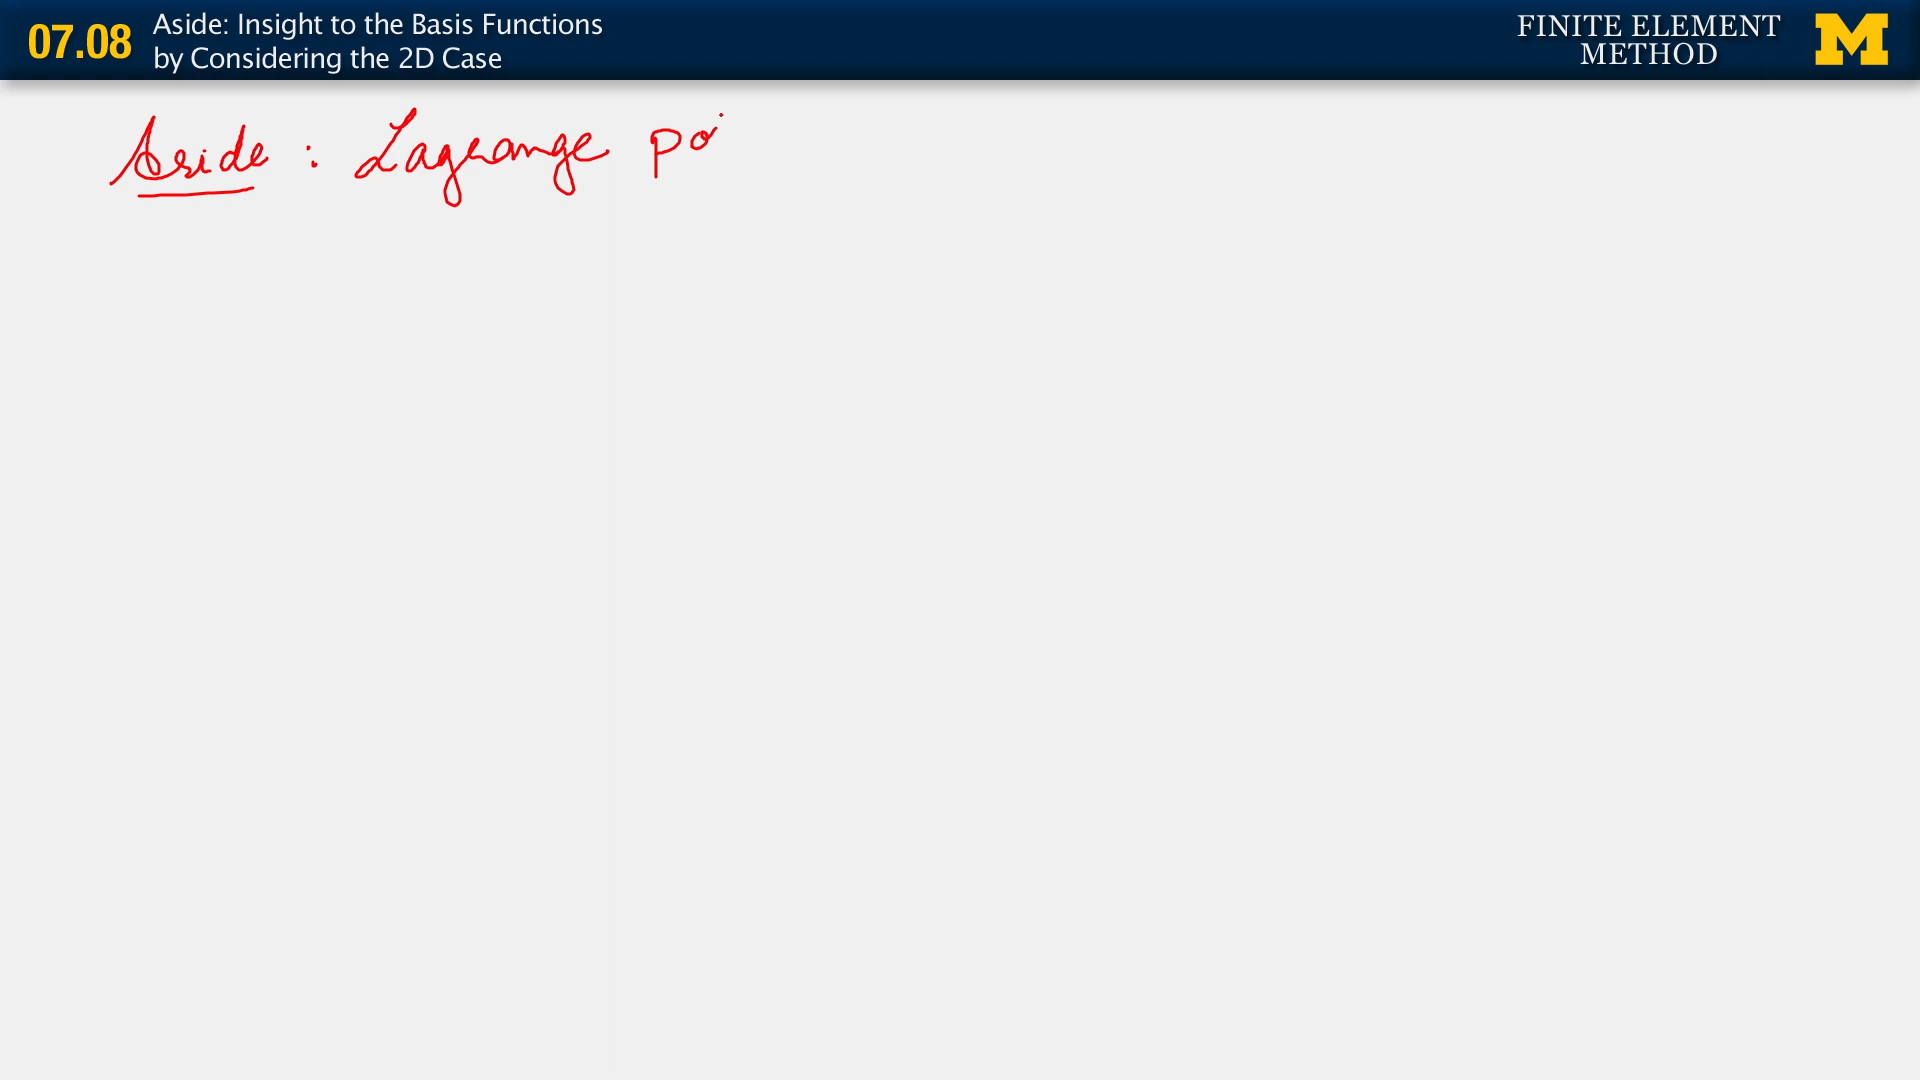 07.08
Aside: Insight to the Basis Functions
by Considering the 2D Case
FINITE ELEMENT
METHOD
M
Aside : Lagrange po